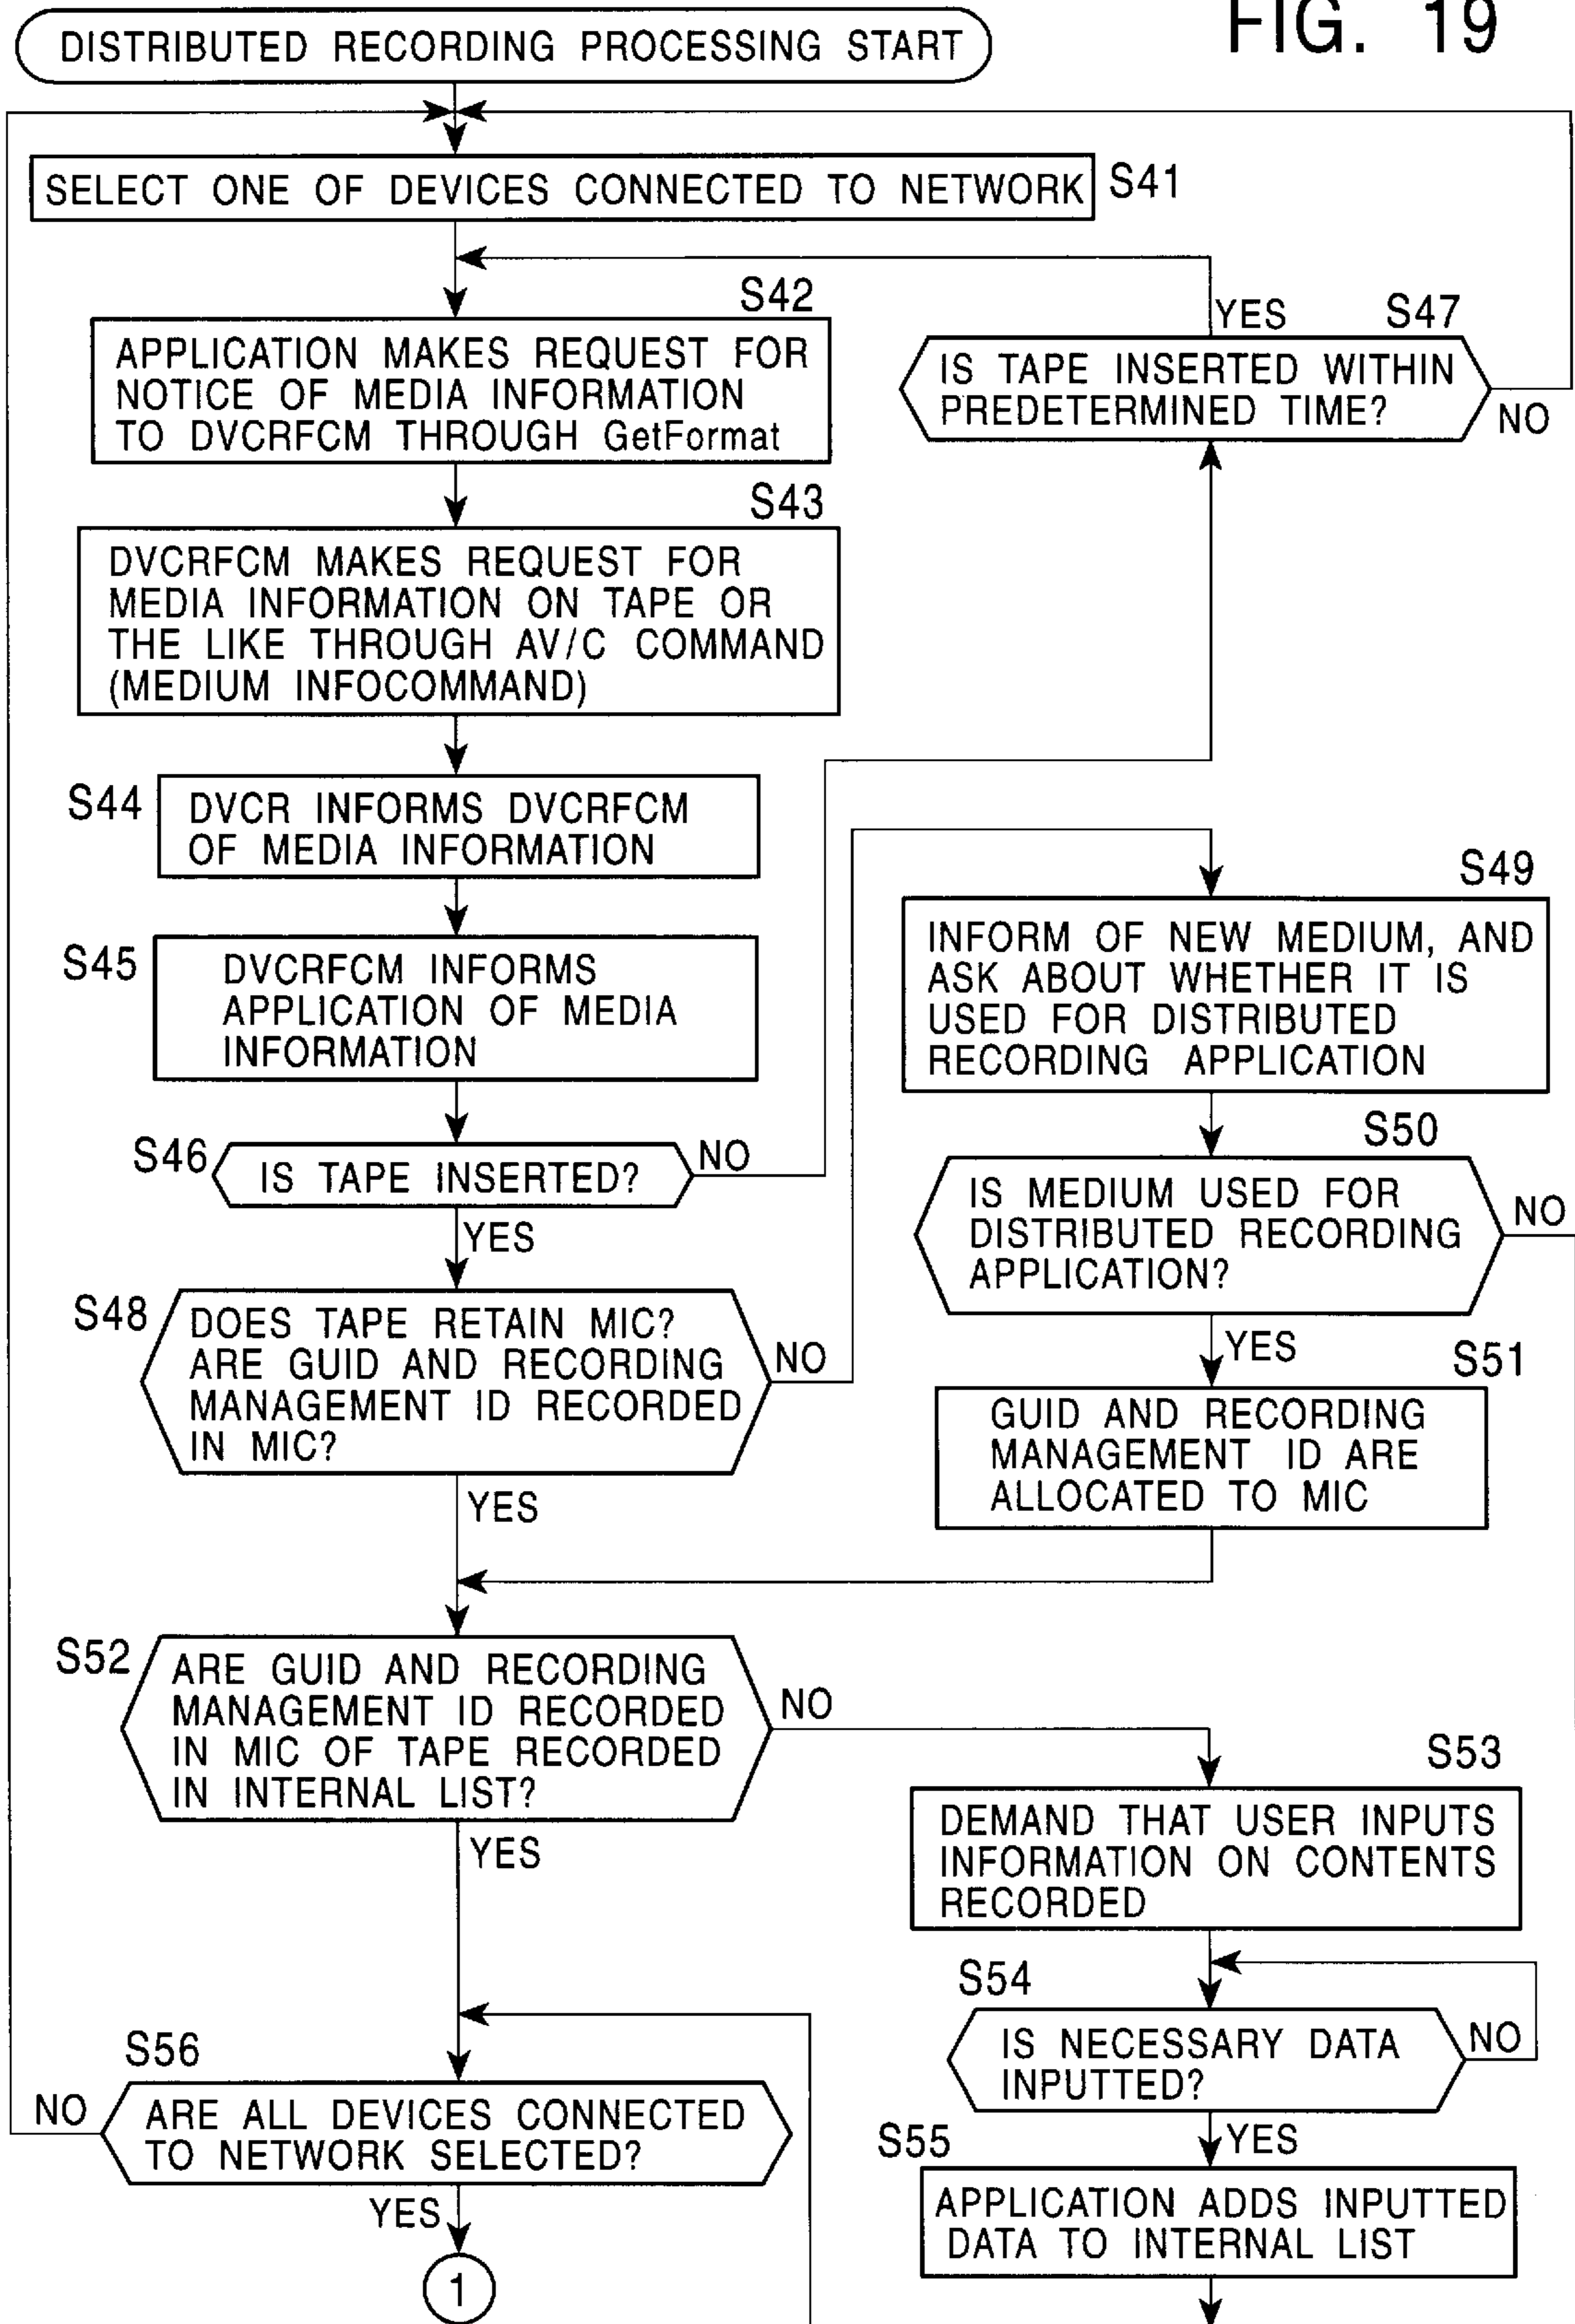 FIG. 19
DISTRIBUTED RECORDING PROCESSING START
SELECT ONE OF DEVICES CONNECTED TO NETWORK
S41
S42
APPLICATION MAKES REQUEST FOR
NOTICE OF MEDIA INFORMATION
TO DVCRFCM THROUGH GetFormat
YES
S47
IS TAPE INSERTED WITHIN
PREDETERMINED TIME?
NO
S43
DVCRFCM MAKES REQUEST FOR
MEDIA INFORMATION ON TAPE OR
THE LIKE THROUGH AV/C COMMAND
(MEDIUM INFOCOMMAND)
S44
DVCR INFORMS DVCRFCM
OF MEDIA INFORMATION
S45
DVCRFCM INFORMS
APPLICATION OF MEDIA
INFORMATION
S49
INFORM OF NEW MEDIUM, AND
ASK ABOUT WHETHER IT IS
USED FOR DISTRIBUTED
RECORDING APPLICATION
S46
IS TAPE INSERTED?
NO
YES
S50
IS MEDIUM USED FOR
DISTRIBUTED RECORDING
APPLICATION?
NO
YES
S48
DOES TAPE RETAIN MIC?
ARE GUID AND RECORDING
MANAGEMENT ID RECORDED
IN MIC?
NO
YES
S51
GUID AND RECORDING
MANAGEMENT ID ARE
ALLOCATED TO MIC
S52
ARE GUID AND RECORDING
MANAGEMENT ID RECORDED
IN MIC OF TAPE RECORDED
IN INTERNAL LIST?
NO
YES
S53
DEMAND THAT USER INPUTS
INFORMATION ON CONTENTS
RECORDED
S54
IS NECESSARY DATA
INPUTTED?
NO
YES
S56
ARE ALL DEVICES CONNECTED
TO NETWORK SELECTED?
NO
YES
1
S55
APPLICATION ADDS INPUTTED
DATA TO INTERNAL LIST